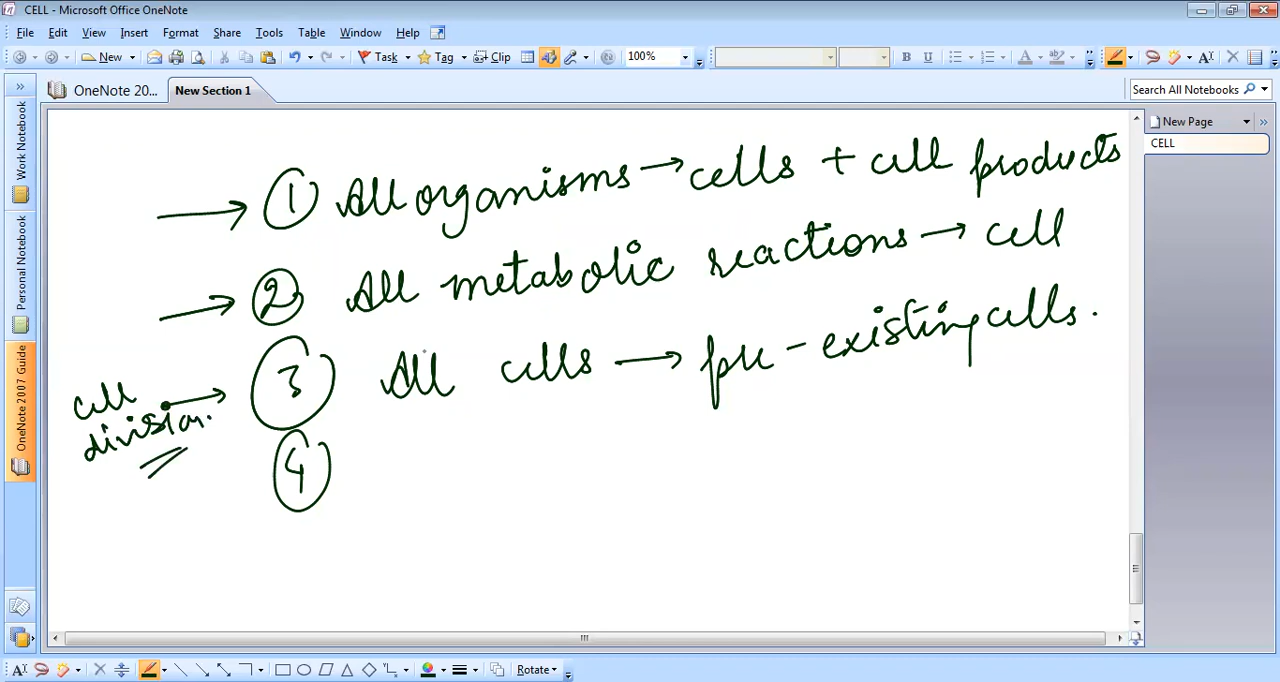 CELL - Microsoft Office OneNote
File Edit View Insert Format Share Tools Table Window Help
New Task Tag Clip 100% B U A ab A
OneNote 20... New Section 1
Search All Notebooks
New Page
CELL
Work Notebook
Personal Notebook
OneNote 2007 Guide
→ 1 All organisms → cells + cell products
→ 2 All metabolic reactions → cell
cell division. → 3 All cells → pre - existing cells.
4
Rotate